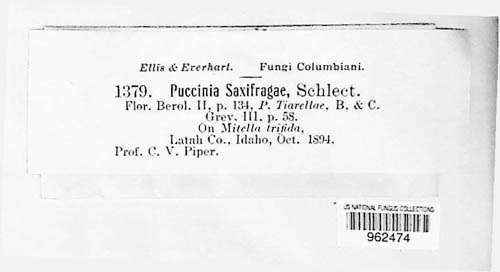 Ellis & Everhart. Fungi Columbiani.
1379. Puccinia Saxifragae, Schlect.
Flor. Berol. II, p. 134, P. Tiarellae, B. & C.
Grev. III, p. 58.
On Mitella trifida,
Latah Co., Idaho, Oct. 1894.
Prof. C. V. Piper.
US NATIONAL FUNGUS COLLECTIONS
962474